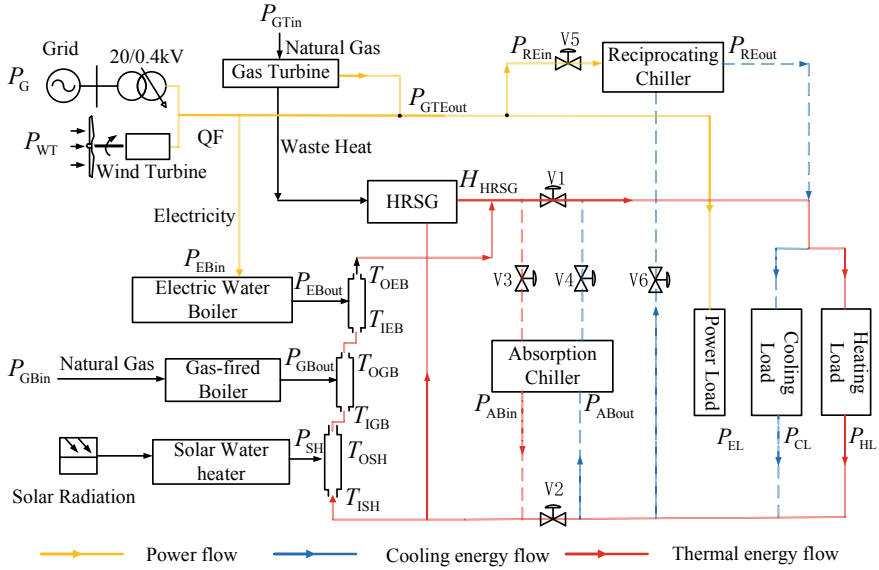 P_GTin
Natural Gas
Grid
20/0.4kV
P_G
Gas Turbine
P_GTEout
P_REin
V5
Reciprocating
Chiller
P_REout
P_WT
QF
Wind Turbine
Waste Heat
HRSG
H_HRSG
V1
Electricity
P_EBin
Electric Water
Boiler
P_EBout
T_OEB
T_IEB
V3
V4
V6
Natural Gas
P_GBin
Gas-fired
Boiler
P_GBout
T_OGB
T_IGB
Absorption
Chiller
P_ABin
P_ABout
Power Load
Cooling
Load
Heating
Load
P_EL
P_CL
P_HL
P_SH
Solar Water
heater
T_OSH
T_ISH
Solar Radiation
V2
Power flow
Cooling energy flow
Thermal energy flow